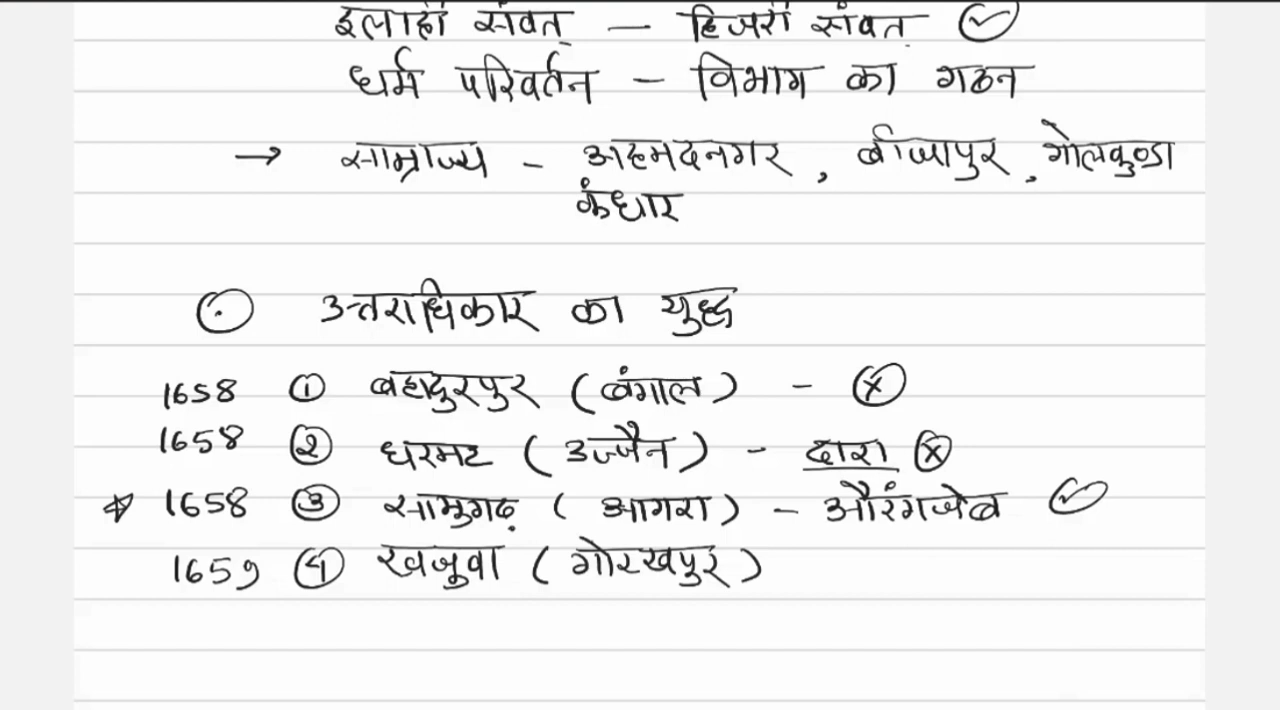 इलाही संवत् — हिजरी संवत्
धर्म परिवर्तन — विभाग का गठन
→ साम्राज्य - अहमदनगर, बीजापुर, गोलकुण्डा
कंधार
उत्तराधिकार का युद्ध
1658 ① बहादुरपुर (बंगाल) -
1658 ② धरमट (उज्जैन) - दारा
1658 ③ सामुगढ़ (आगरा) - औरंगजेब
1659 ④ खजुवा (गोरखपुर)